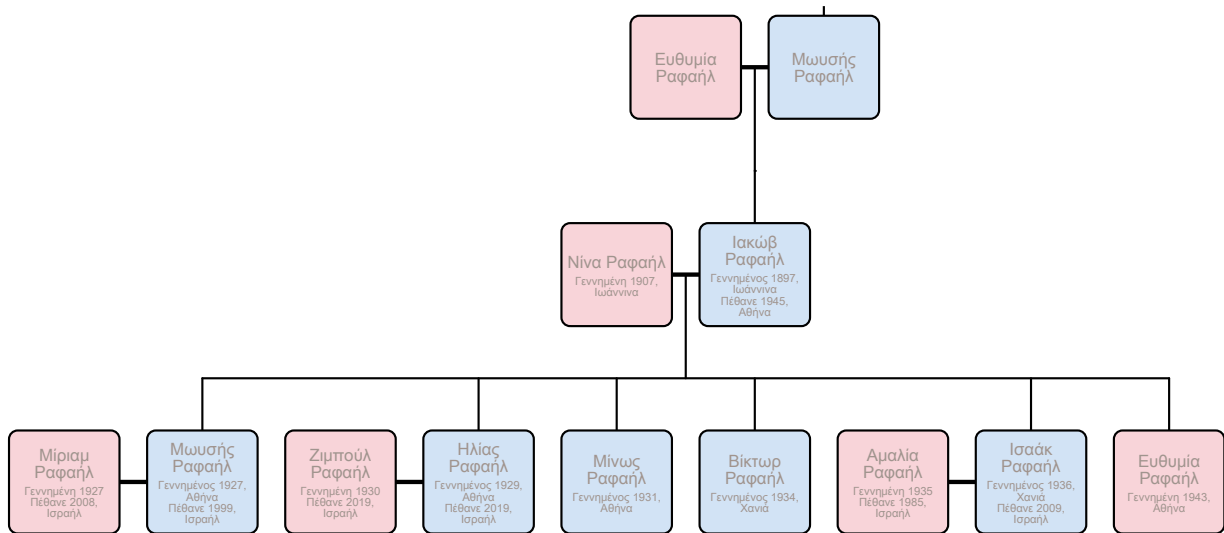 Ευθυμία
Ραφαήλ
Μωυσής
Ραφαήλ
Νίνα Ραφαήλ
Γεννημένη 1907,
Ιωάννινα
Ιακώβ
Ραφαήλ
Γεννημένος 1897,
Ιωάννινα
Πέθανε 1945,
Αθήνα
Μίριαμ
Ραφαήλ
Γεννημένη 1927
Πέθανε 2008,
Ισραήλ
Μωυσής
Ραφαήλ
Γεννημένος 1927,
Αθήνα
Πέθανε 1999,
Ισραήλ
Ζιμπούλ
Ραφαήλ
Γεννημένη 1930
Πέθανε 2019,
Ισραήλ
Ηλίας
Ραφαήλ
Γεννημένος 1929,
Αθήνα
Πέθανε 2019,
Ισραήλ
Μίνως
Ραφαήλ
Γεννημένος 1931,
Αθήνα
Βίκτωρ
Ραφαήλ
Γεννημένος 1934,
Χανιά
Αμαλία
Ραφαήλ
Γεννημένη 1935
Πέθανε 1985,
Ισραήλ
Ισαάκ
Ραφαήλ
Γεννημένος 1936,
Χανιά
Πέθανε 2009,
Ισραήλ
Ευθυμία
Ραφαήλ
Γεννημένη 1943,
Αθήνα